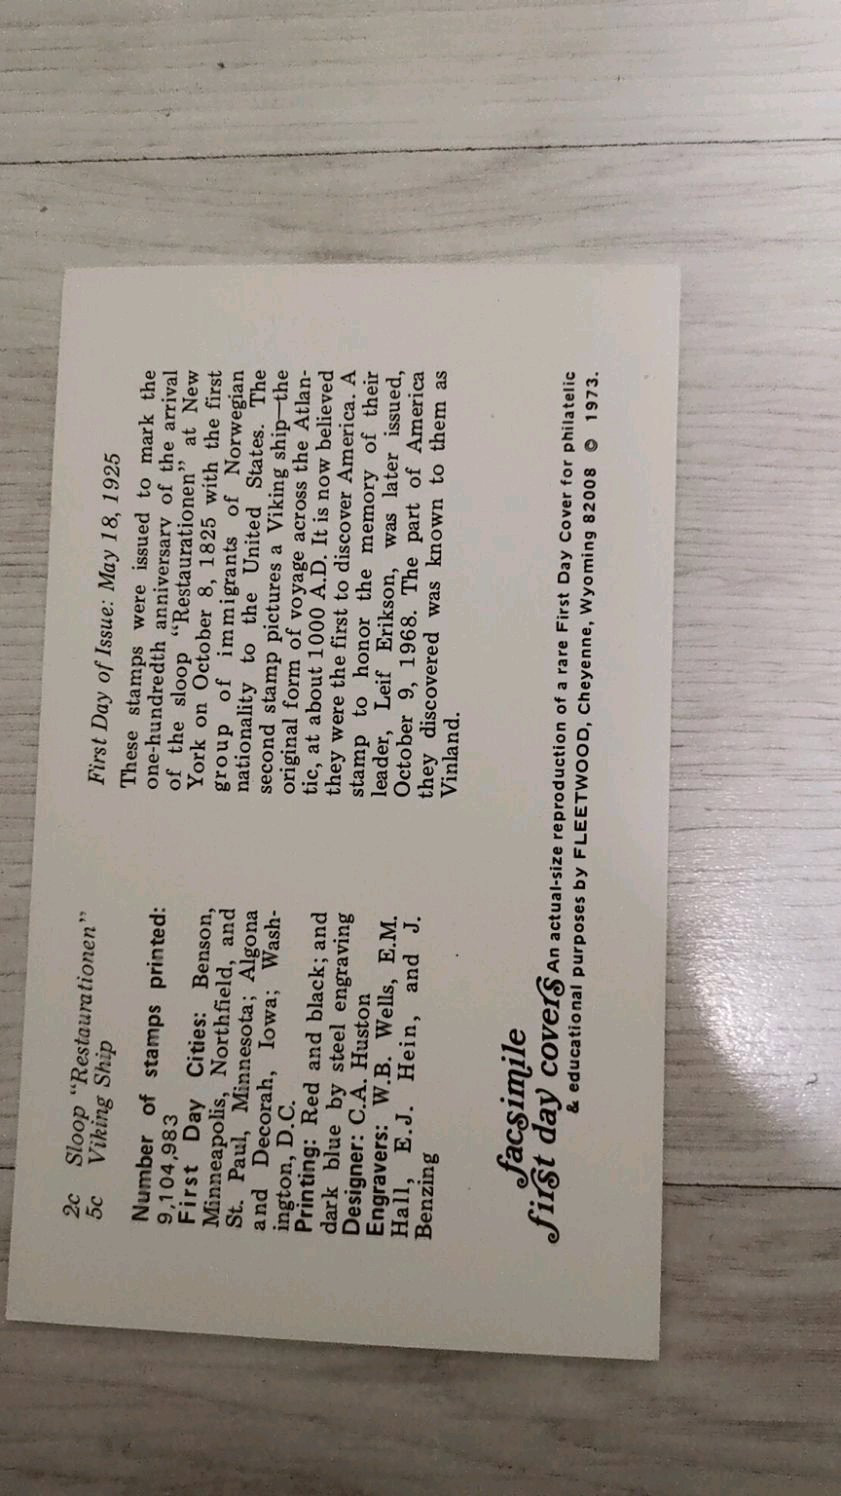 2c Sloop “Restaurationen”
5c Viking Ship
Number of stamps printed:
9,104,983
First Day Cities: Benson,
Minneapolis, Northfield, and
St. Paul, Minnesota; Algona
and Decorah, Iowa; Wash-
ington, D.C.
Printing: Red and black; and
dark blue by steel engraving
Designer: C.A. Huston
Engravers: W.B. Wells, E.M.
Hall, E.J. Hein, and J.
Benzing
First Day of Issue: May 18, 1925
These stamps were issued to mark the
one-hundredth anniversary of the arrival
of the sloop “Restaurationen” at New
York on October 8, 1825 with the first
group of immigrants of Norwegian
nationality to the United States. The
second stamp pictures a Viking ship—the
original form of voyage across the Atlan-
tic, at about 1000 A.D. It is now believed
they were the first to discover America. A
stamp to honor the memory of their
leader, Leif Erikson, was later issued,
October 9, 1968. The part of America
they discovered was known to them as
Vinland.
facsimile
first day covers An actual-size reproduction of a rare First Day Cover for philatelic
& educational purposes by FLEETWOOD, Cheyenne, Wyoming 82008 © 1973.